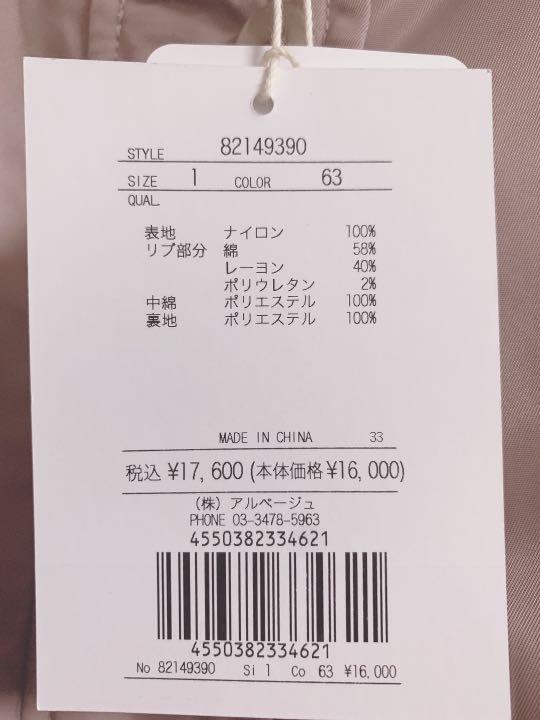 STYLE 82149390
SIZE 1 COLOR 63
QUAL.
表地 ナイロン 100%
リブ部分 綿 58%
レーヨン 40%
ポリウレタン 2%
中綿 ポリエステル 100%
裏地 ポリエステル 100%
MADE IN CHINA 33
税込 ¥17,600 (本体価格¥16,000)
(株) アルページュ
PHONE 03-3478-5963
4550382334621
4550382334621
No 82149390 Si 1 Co 63 ¥16,000